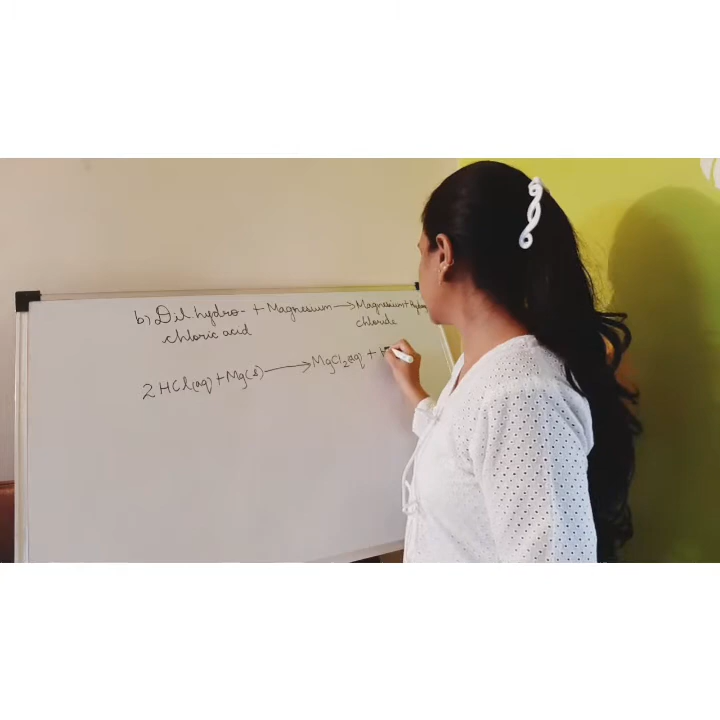 b) Dil hydro- + Magnesium → Magnesium +
chloric acid chloride
2HCl(aq) + Mg(s) → MgCl₂(aq) + H